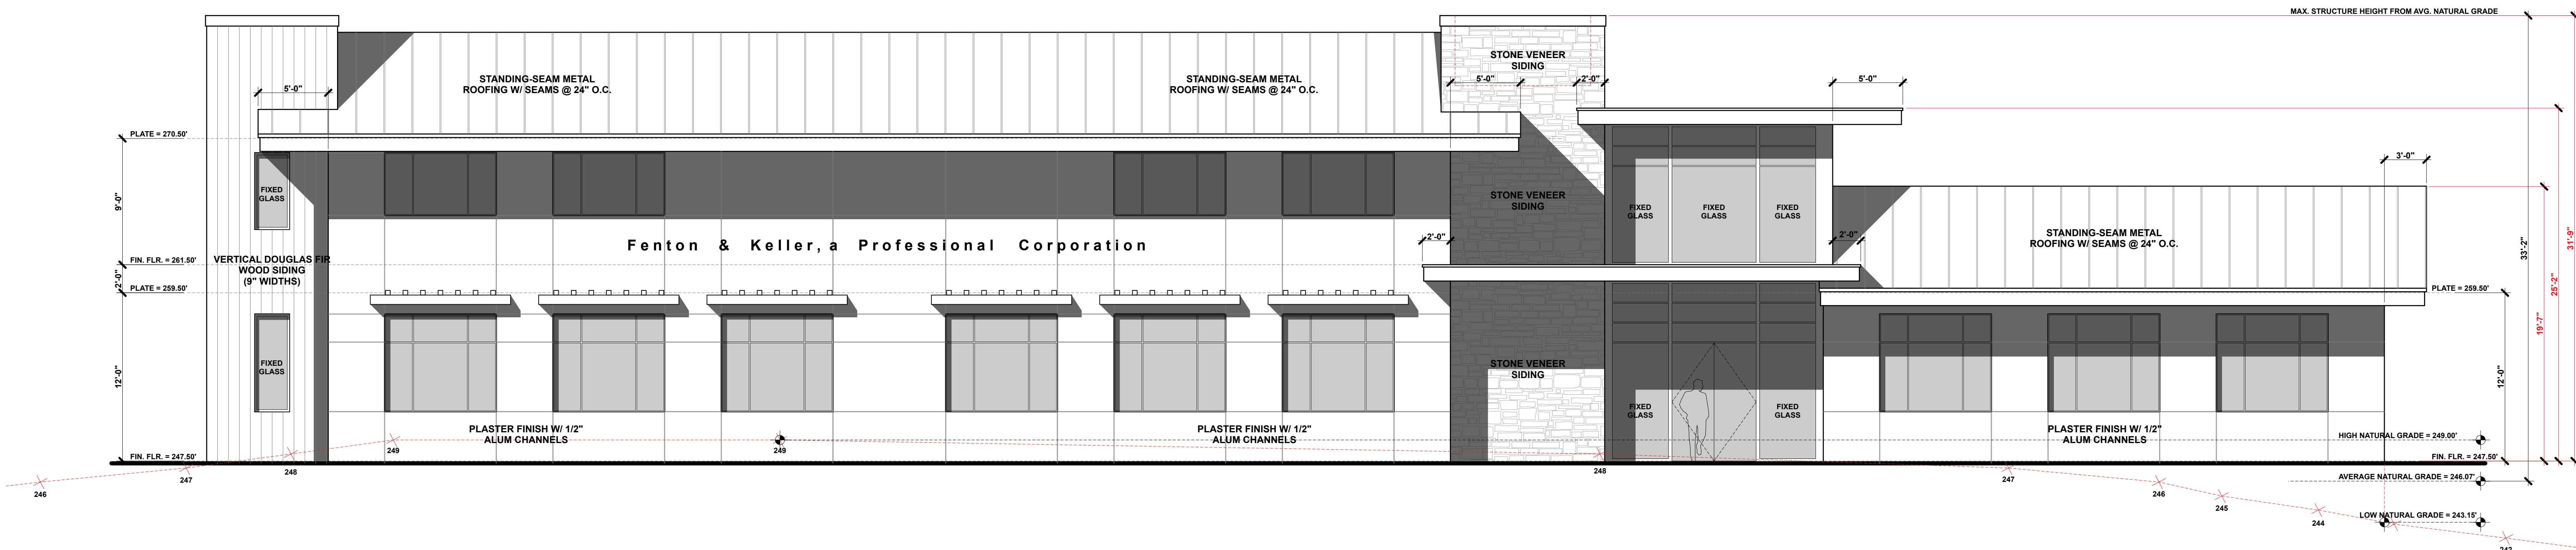 MAX. STRUCTURE HEIGHT FROM AVG. NATURAL GRADE
STONE VENEER
SIDING
STANDING-SEAM METAL
ROOFING W/ SEAMS @ 24" O.C.
STANDING-SEAM METAL
ROOFING W/ SEAMS @ 24" O.C.
5'-0"
5'-0"
2'-0"
5'-0"
PLATE = 270.50'
3'-0"
FIXED
GLASS
9'-0"
STONE VENEER
SIDING
FIXED
GLASS
FIXED
GLASS
FIXED
GLASS
Fenton & Keller, a Professional Corporation
2'-0"
2'-0"
STANDING-SEAM METAL
ROOFING W/ SEAMS @ 24" O.C.
33'-2"
31'-9"
FIN. FLR. = 261.50'
VERTICAL DOUGLAS FIR
WOOD SIDING
(9" WIDTHS)
2'-0"
PLATE = 259.50'
PLATE = 259.50'
25'-2"
19'-7"
FIXED
GLASS
12'-0"
STONE VENEER
SIDING
12'-0"
FIXED
GLASS
FIXED
GLASS
PLASTER FINISH W/ 1/2"
ALUM CHANNELS
PLASTER FINISH W/ 1/2"
ALUM CHANNELS
PLASTER FINISH W/ 1/2"
ALUM CHANNELS
HIGH NATURAL GRADE = 249.00'
249
249
FIN. FLR. = 247.50'
FIN. FLR. = 247.50'
248
248
247
247
AVERAGE NATURAL GRADE = 246.07'
246
246
245
244
LOW NATURAL GRADE = 243.15'